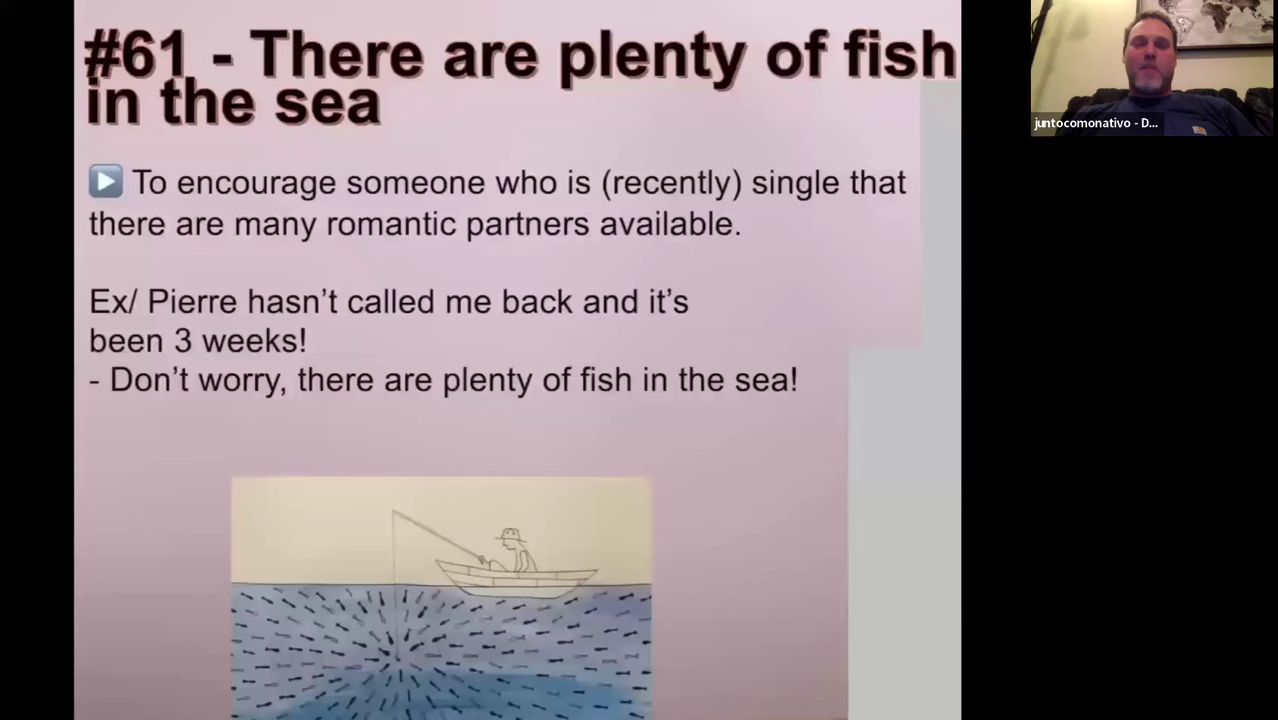 #61 - There are plenty of fish
in the sea
To encourage someone who is (recently) single that
there are many romantic partners available.
Ex/ Pierre hasn’t called me back and it’s
been 3 weeks!
- Don’t worry, there are plenty of fish in the sea!
juntocomonativo - D...